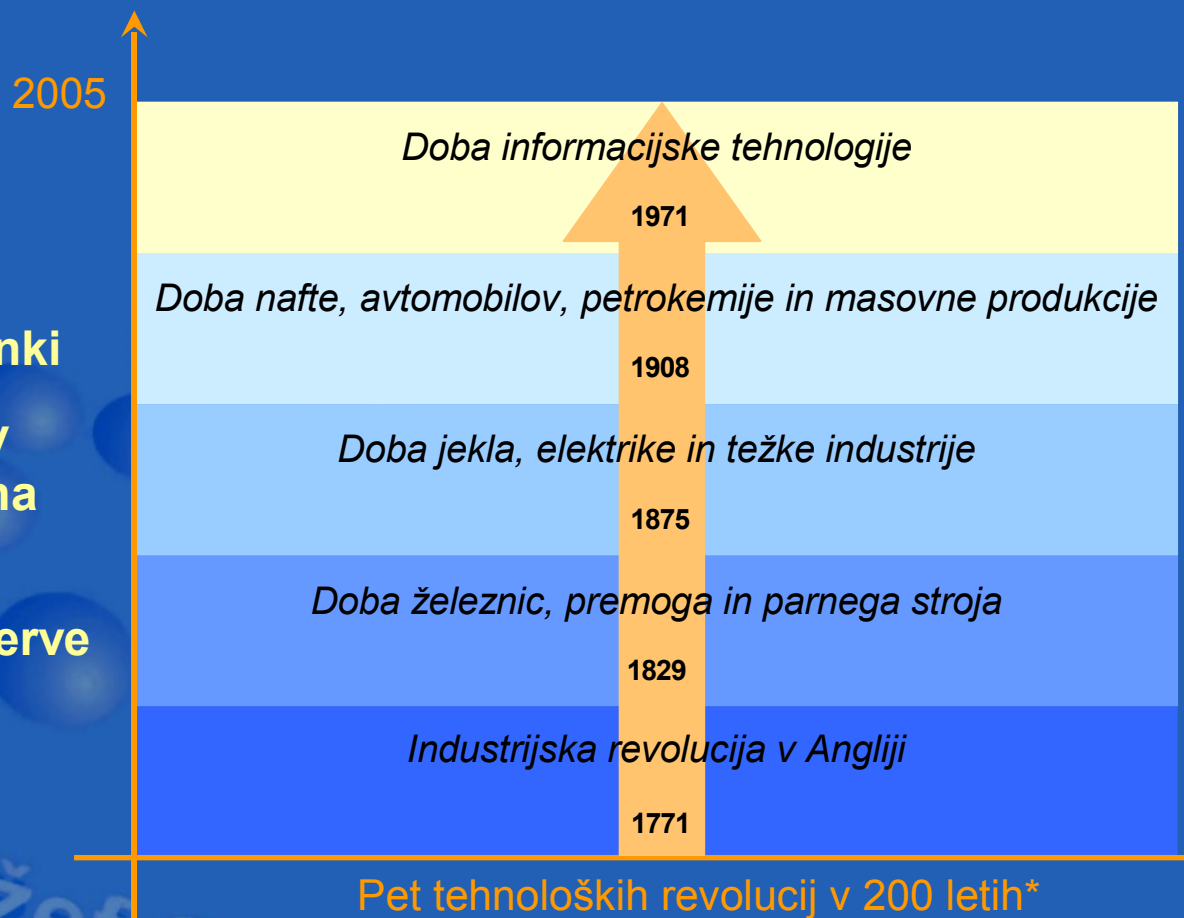 2005
Doba informacijske tehnologije
1971
Doba nafte, avtomobilov, petrokemije in masovne produkcije
1908
Doba jekla, elektrike in težke industrije
1875
Doba železnic, premoga in parnega stroja
1829
Industrijska revolucija v Angliji
1771
Pet tehnoloških revolucij v 200 letih*